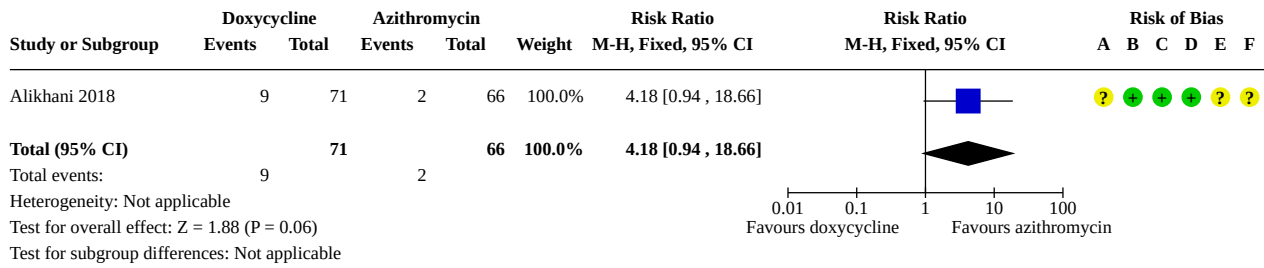 Doxycycline Azithromycin Risk Ratio Risk Ratio Risk of Bias
Study or Subgroup Events Total Events Total Weight M-H, Fixed, 95% CI M-H, Fixed, 95% CI A B C D E F
Alikhani 2018 9 71 2 66 100.0% 4.18 [0.94 , 18.66] ? + + + ? ?
Total (95% CI) 71 66 100.0% 4.18 [0.94 , 18.66]
Total events: 9 2
Heterogeneity: Not applicable 0.01 0.1 1 10 100
Test for overall effect: Z = 1.88 (P = 0.06) Favours doxycycline Favours azithromycin
Test for subgroup differences: Not applicable